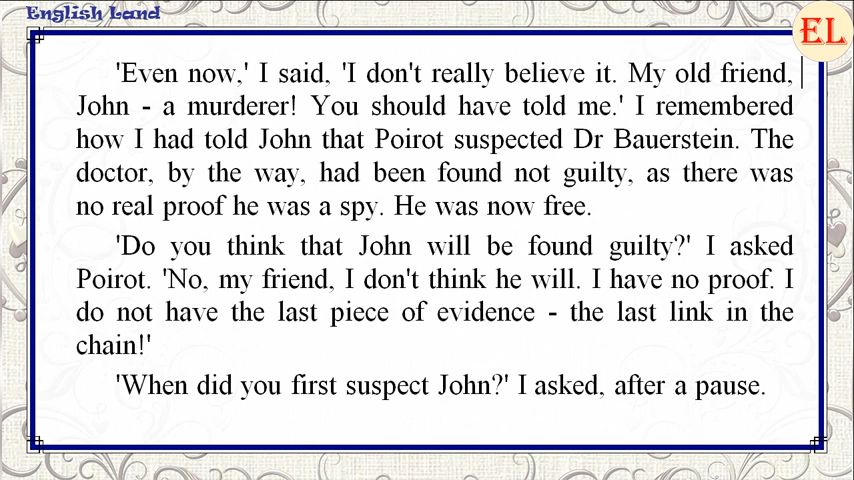 English Land
EL
'Even now,' I said, 'I don't really believe it. My old friend,
John - a murderer! You should have told me.' I remembered
how I had told John that Poirot suspected Dr Bauerstein. The
doctor, by the way, had been found not guilty, as there was
no real proof he was a spy. He was now free.
'Do you think that John will be found guilty?' I asked
Poirot. 'No, my friend, I don't think he will. I have no proof. I
do not have the last piece of evidence - the last link in the
chain!'
'When did you first suspect John?' I asked, after a pause.